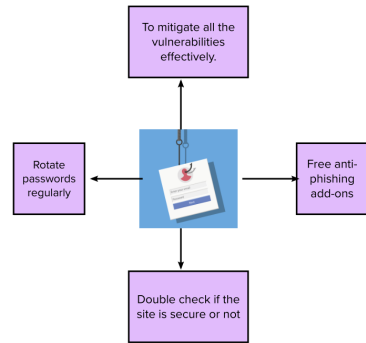 To mitigate all the
vulnerabilities
effectively.
Rotate
passwords
regularly
Free anti-
phishing
add-ons
Double check if the
site is secure or not